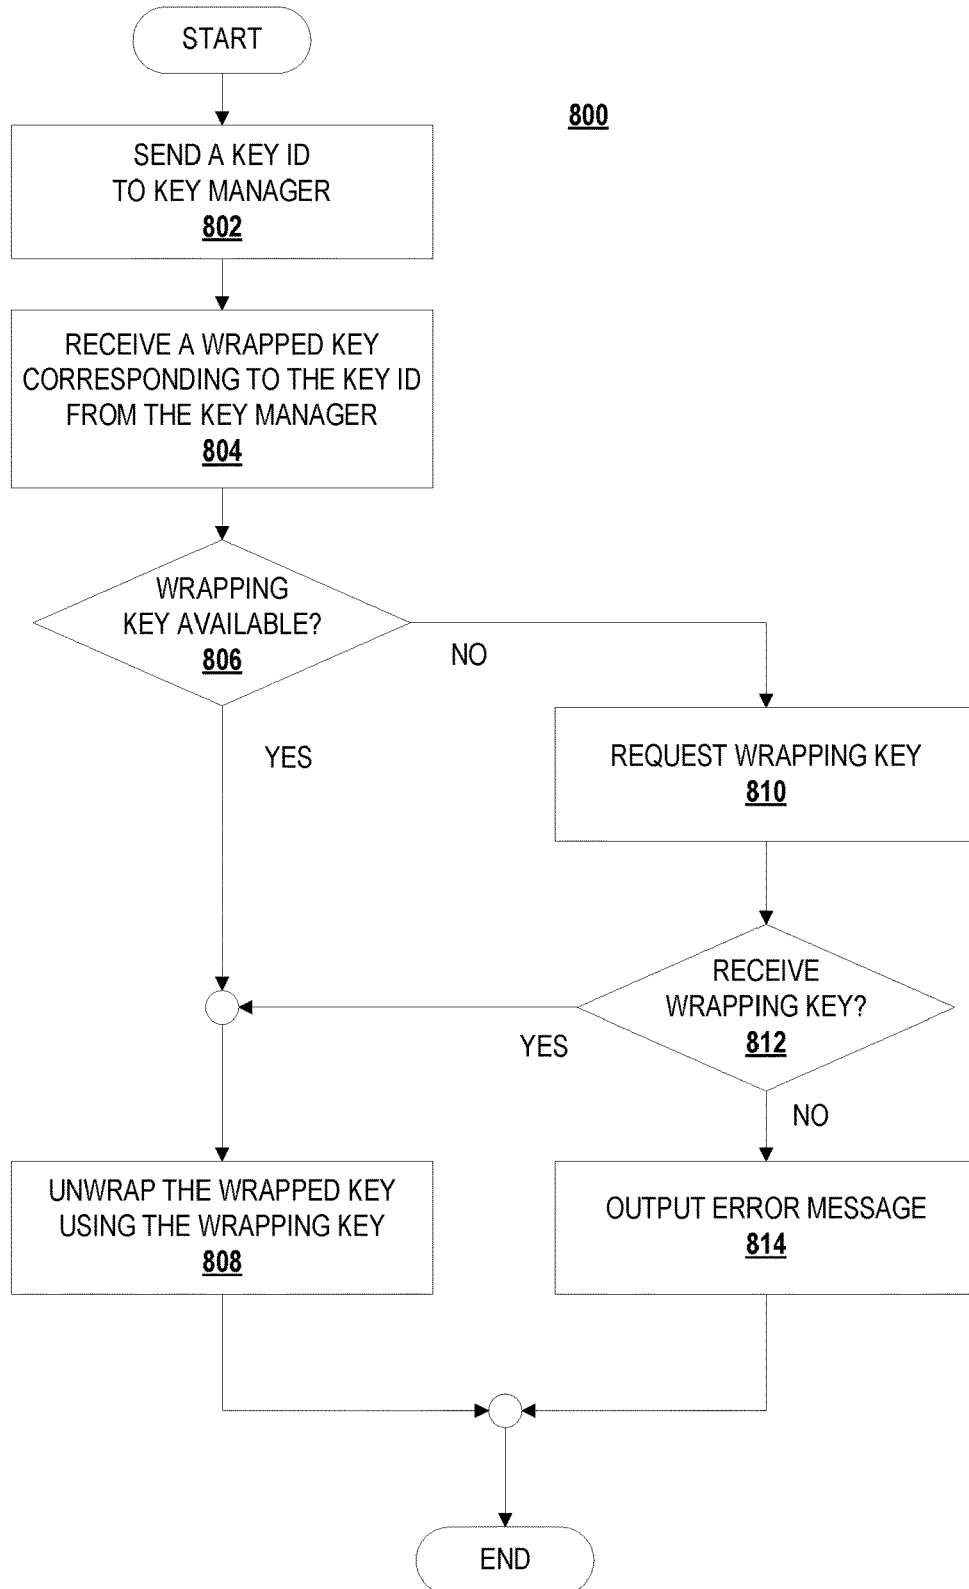 START
800
SEND A KEY ID
TO KEY MANAGER
802
RECEIVE A WRAPPED KEY
CORRESPONDING TO THE KEY ID
FROM THE KEY MANAGER
804
WRAPPING
KEY AVAILABLE?
806
NO
YES
REQUEST WRAPPING KEY
810
RECEIVE
WRAPPING KEY?
812
YES
NO
UNWRAP THE WRAPPED KEY
USING THE WRAPPING KEY
808
OUTPUT ERROR MESSAGE
814
END